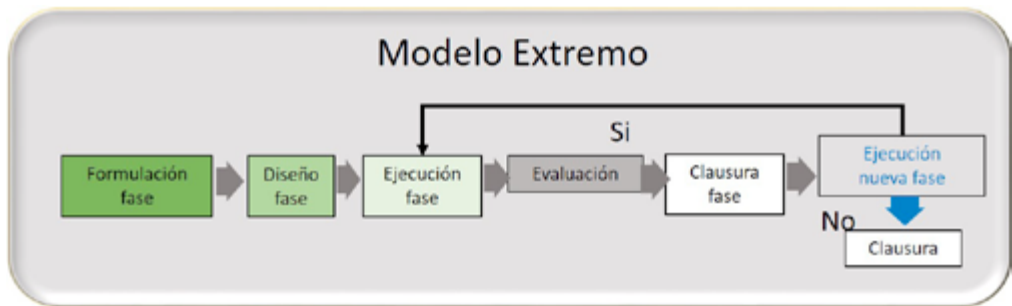 Modelo Extremo
Si
Formulación
fase
Diseño
fase
Ejecución
fase
Evaluación
Clausura
fase
Ejecución
nueva fase
No
Clausura